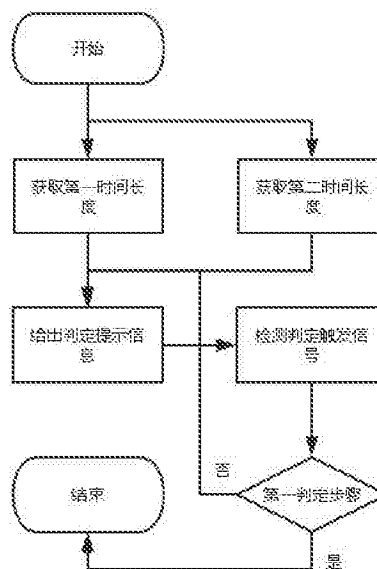 开始
获取第一时间长
度
获取第二时间长
度
给出判定提示信
息
检测判定触发信
号
否
第一判定步骤
结束
是